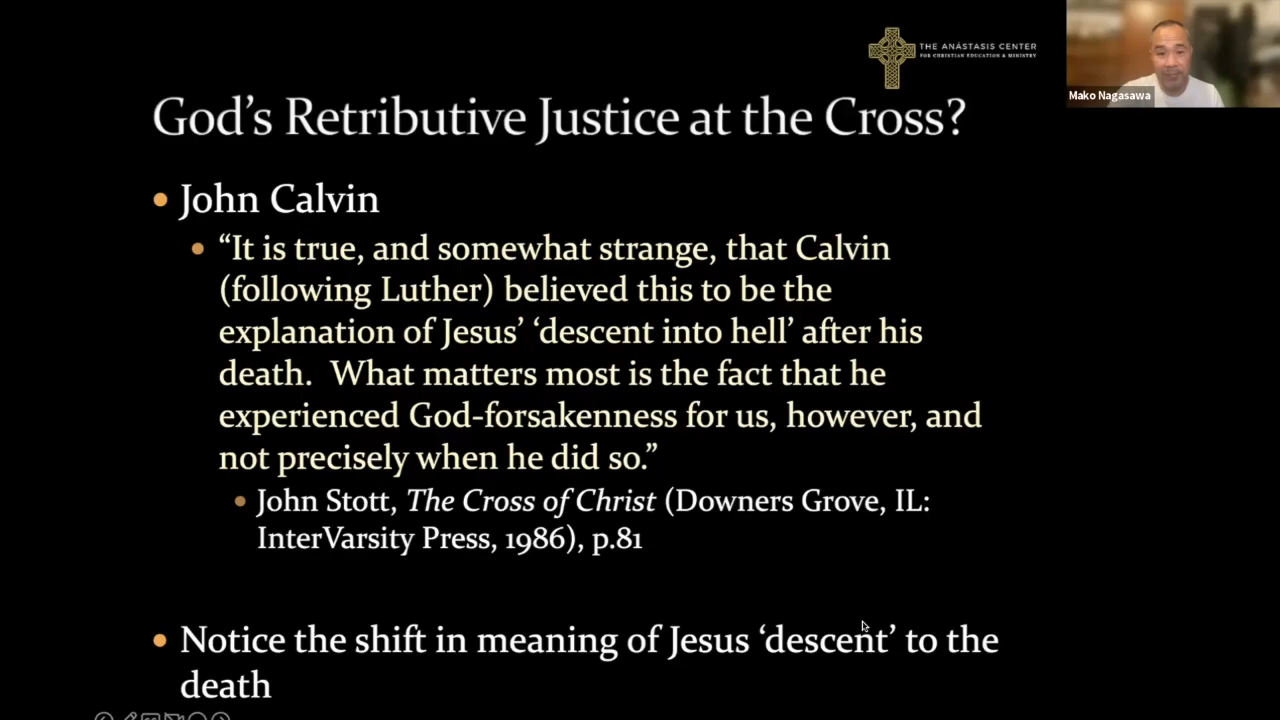 THE ANÁSTASIS CENTER
FOR CHRISTIAN EDUCATION & MINISTRY
Mako Nagasawa
God's Retributive Justice at the Cross?
• John Calvin
• “It is true, and somewhat strange, that Calvin
(following Luther) believed this to be the
explanation of Jesus’ ‘descent into hell’ after his
death.  What matters most is the fact that he
experienced God-forsakenness for us, however, and
not precisely when he did so.”
• John Stott, The Cross of Christ (Downers Grove, IL:
InterVarsity Press, 1986), p.81
• Notice the shift in meaning of Jesus ‘descent’ to the
death